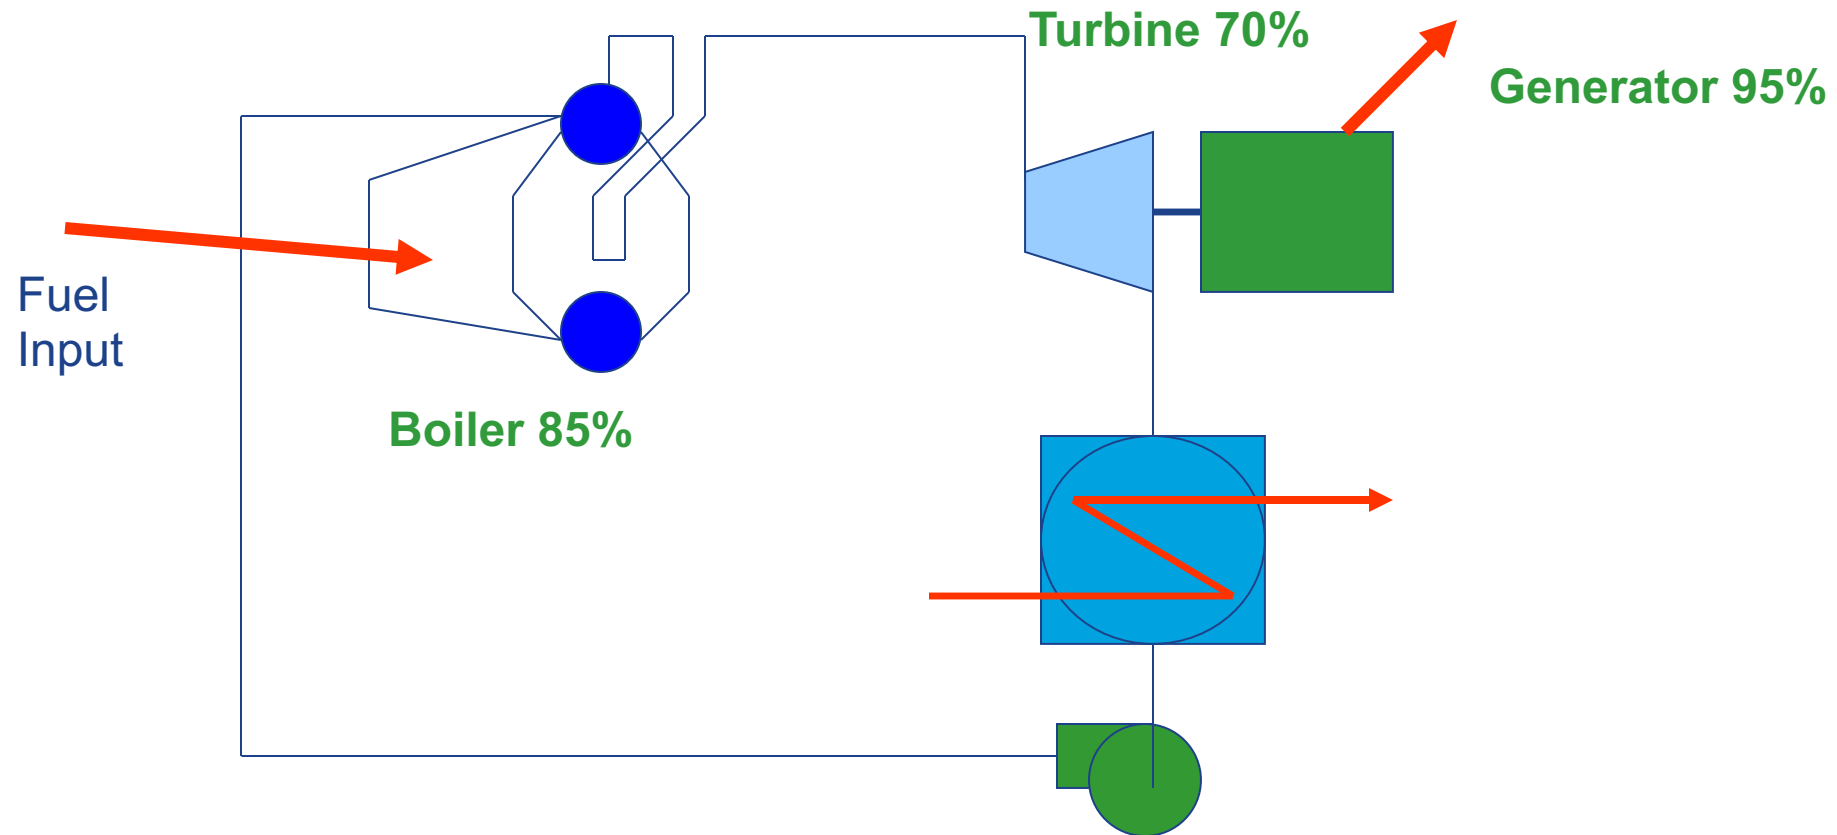 Turbine 70%
Generator 95%
Fuel
Input
Boiler 85%